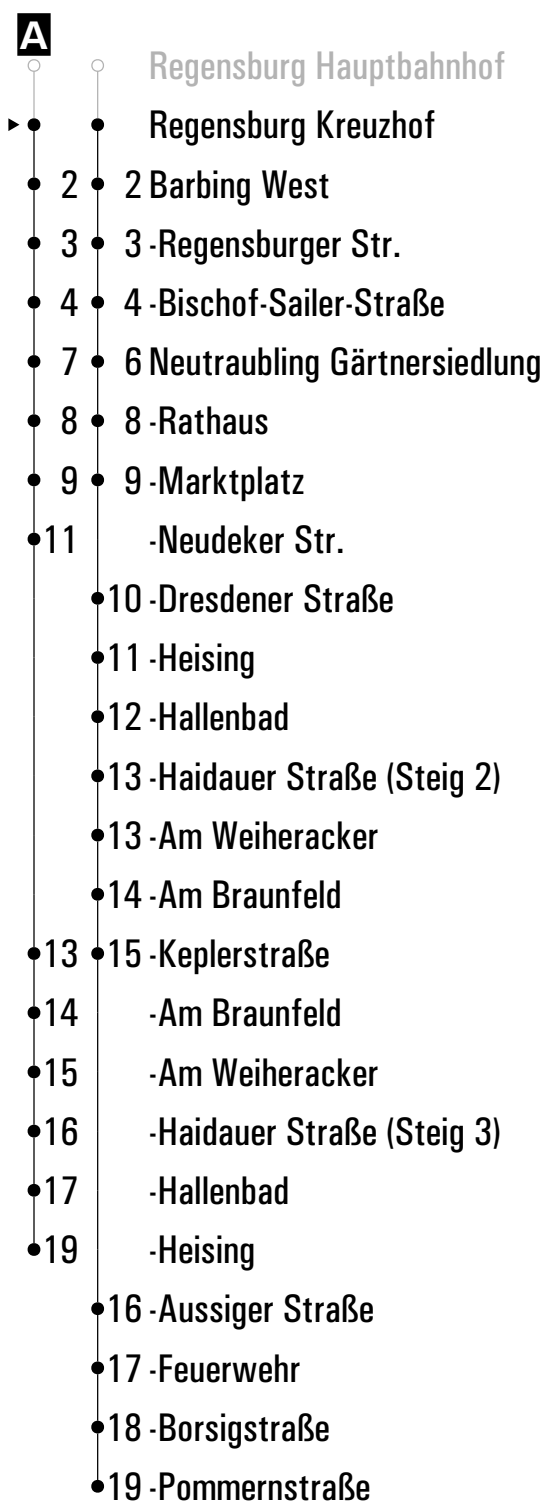 A
Regensburg Hauptbahnhof
Regensburg Kreuzhof
2 2 Barbing West
3 3 -Regensburger Str.
4 4 -Bischof-Sailer-Straße
7 6 Neutraubling Gärtnersiedlung
8 8 -Rathaus
9 9 -Marktplatz
11 -Neudeker Str.
10 -Dresdener Straße
11 -Heising
12 -Hallenbad
13 -Haidauer Straße (Steig 2)
13 -Am Weiheracker
14 -Am Braunfeld
13 15 -Keplerstraße
14 -Am Braunfeld
15 -Am Weiheracker
16 -Haidauer Straße (Steig 3)
17 -Hallenbad
19 -Heising
16 -Aussiger Straße
17 -Feuerwehr
18 -Borsigstraße
19 -Pommernstraße